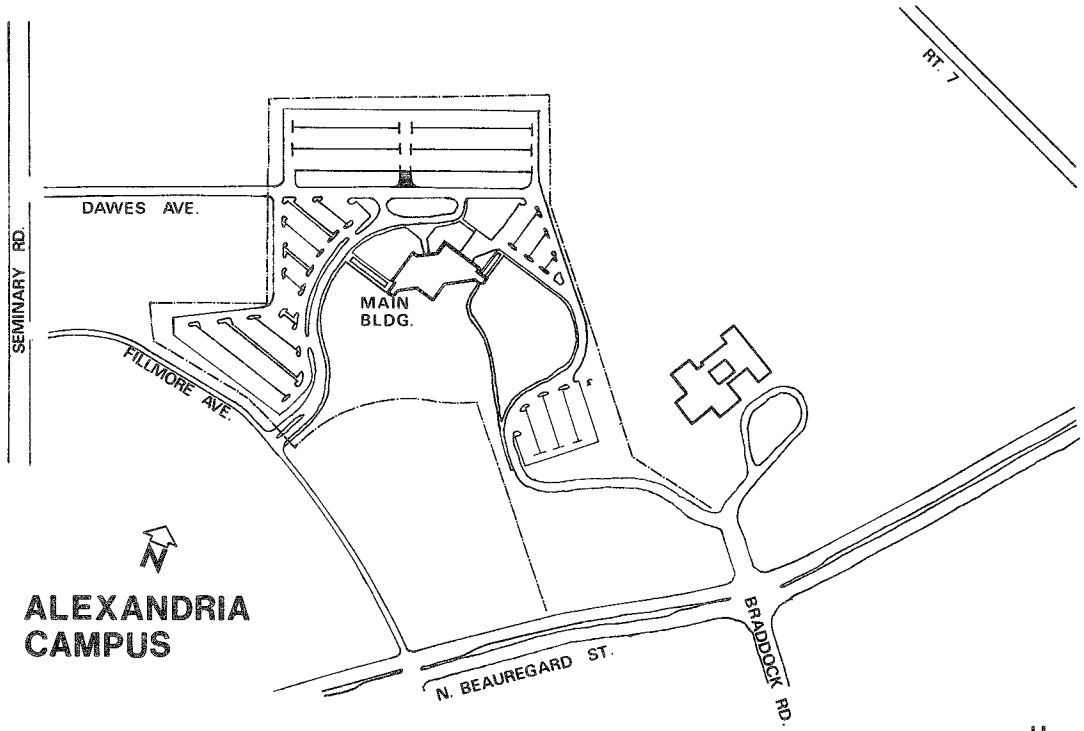 RT. 7
DAWES AVE.
SEMINARY RD.
MAIN
BLDG.
FILLMORE AVE.
N
ALEXANDRIA
CAMPUS
BRADDOCK RD.
N. BEAUREGARD ST.